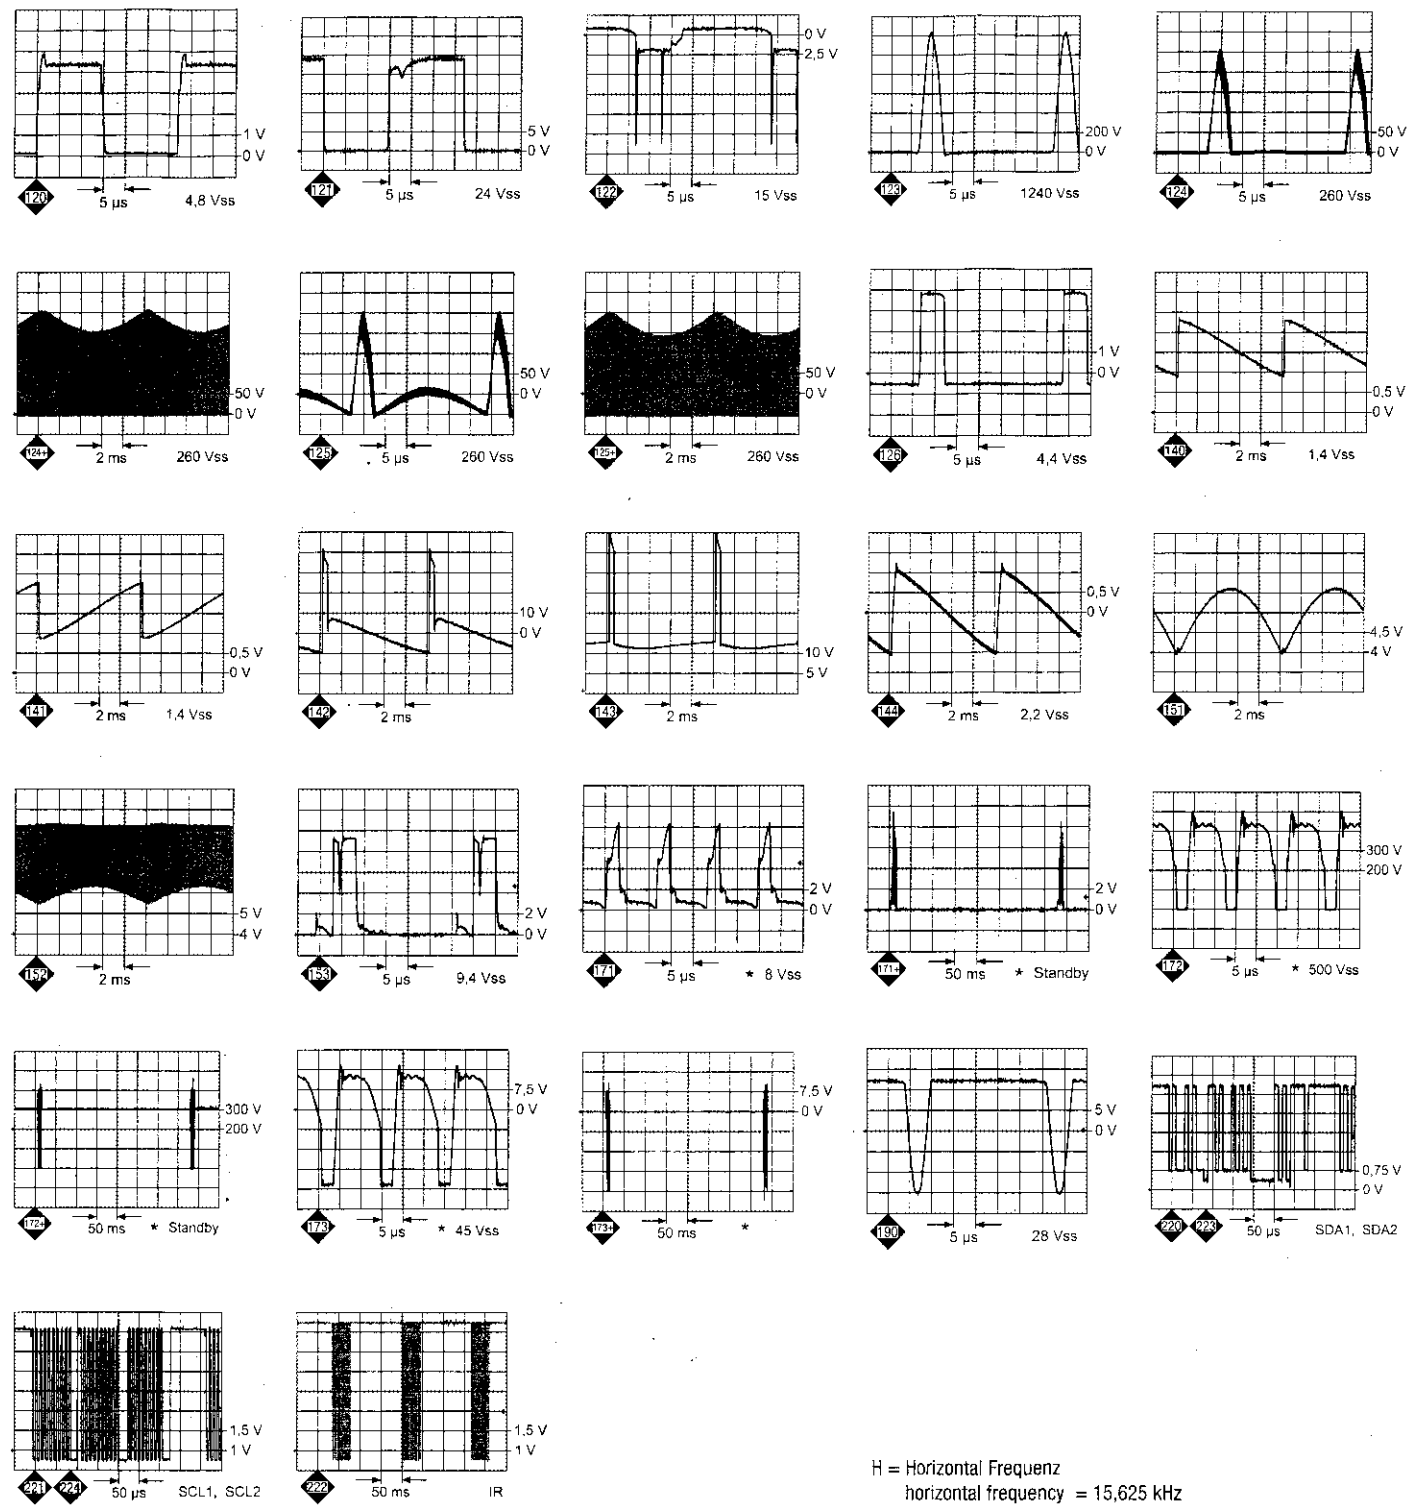 1 V
0 V
120
5 µs
4,8 Vss
5 V
0 V
121
5 µs
24 Vss
0 V
2,5 V
122
5 µs
15 Vss
200 V
0 V
123
5 µs
1240 Vss
50 V
0 V
124
5 µs
260 Vss
50 V
0 V
124+
2 ms
260 Vss
50 V
0 V
125
5 µs
260 Vss
50 V
0 V
125+
2 ms
260 Vss
1 V
0 V
126
5 µs
4,4 Vss
0,5 V
0 V
140
2 ms
1,4 Vss
0,5 V
0 V
141
2 ms
1,4 Vss
10 V
0 V
142
2 ms
10 V
5 V
143
2 ms
0,5 V
0 V
144
2 ms
2,2 Vss
4,5 V
4 V
151
2 ms
5 V
4 V
152
2 ms
2 V
0 V
153
5 µs
9,4 Vss
2 V
0 V
171
5 µs
* 8 Vss
2 V
0 V
171+
50 ms
* Standby
300 V
200 V
172
5 µs
* 500 Vss
300 V
200 V
172+
50 ms
* Standby
7,5 V
0 V
173
5 µs
* 45 Vss
7,5 V
0 V
173+
50 ms
*
5 V
0 V
190
5 µs
28 Vss
0,75 V
0 V
220
223
50 µs
SDA1, SDA2
1,5 V
1 V
221
224
50 µs
SCL1, SCL2
1,5 V
1 V
222
50 ms
IR
H = Horizontal Frequenz
horizontal frequency = 15,625 kHz